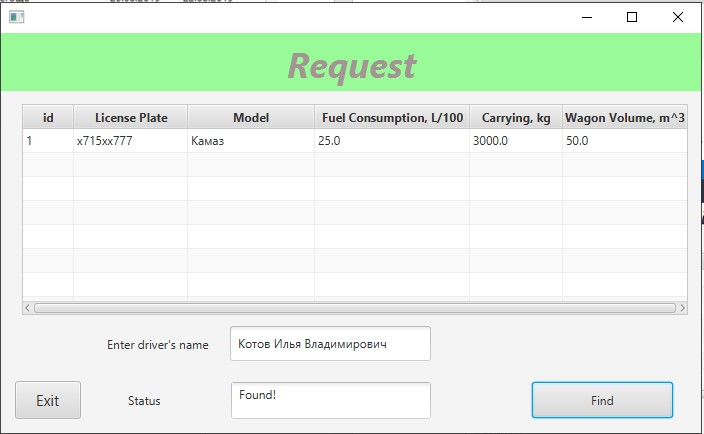 Request
id License Plate Model Fuel Consumption, L/100 Carrying, kg Wagon Volume, m^3
1 x715xx777 Камаз 25.0 3000.0 50.0
Enter driver's name Котов Илья Владимирович
Exit Status Found! Find